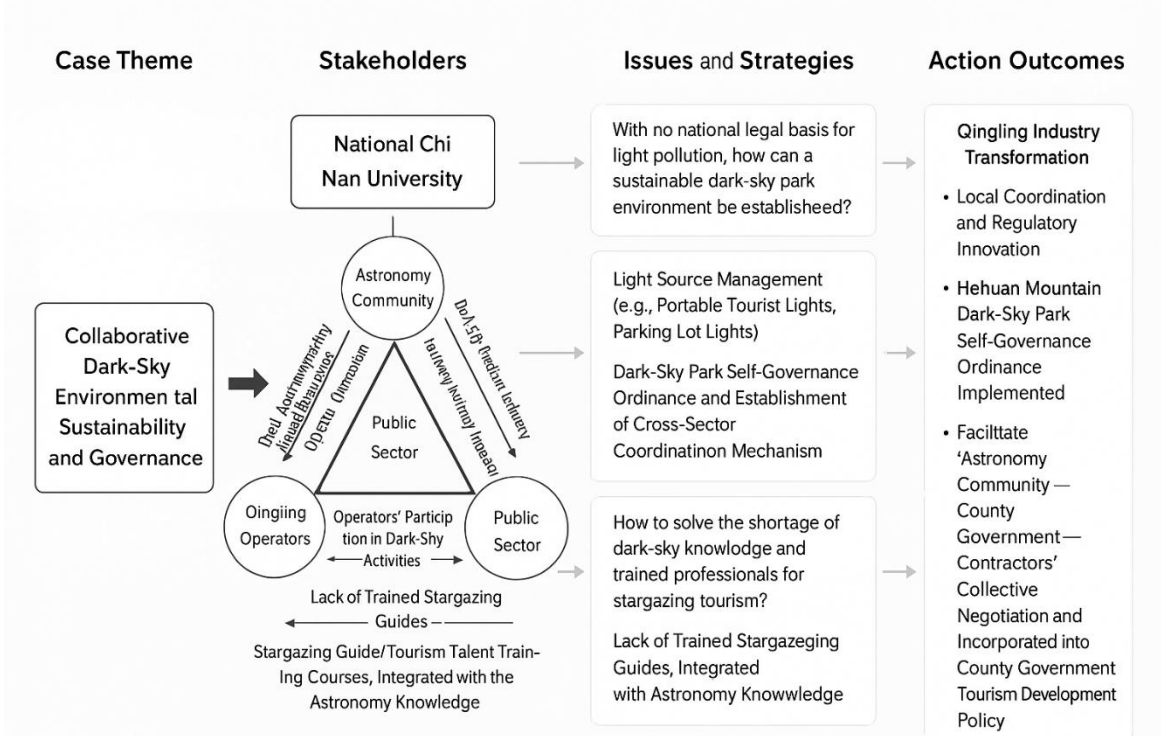 Case Theme
Stakeholders
Issues and Strategies
Action Outcomes
Collaborative
Dark-Sky
Environmen tal
Sustainability
and Governance
National Chi
Nan University
Astronomy
Community
Public
Sector
Oingiing
Operators
Public
Sector
Operators' Particip
tion in Dark-Shy
Activities
Lack of Trained Stargazing
Guides
Stargazing Guide/Tourism Talent Train-
ing Courses, Integrated with the
Astronomy Knowledge
With no national legal basis for
light pollution, how can a
sustainable dark-sky park
environment be establisheed?
Light Source Management
(e.g., Portable Tourist Lights,
Parking Lot Lights)
Dark-Sky Park Self-Governance
Ordinance and Establishment
of Cross-Sector
Coordinatinon Mechanism
How to solve the shortage of
dark-sky knowlodge and
trained professionals for
stargazing tourism?
Lack of Trained Stargazeging
Guides, Integrated
with Astronomy Knowwledge
Qingling Industry
Transformation
• Local Coordination
and Regulatory
Innovation
• Hehuan Mountain
Dark-Sky Park
Self-Governance
Ordinance
Implemented
• Faciltate
‘Astronomy
Community —
County
Government—
Contractors’
Collective
Negotiation and
Incorporated into
County Government
Tourism Development
Policy